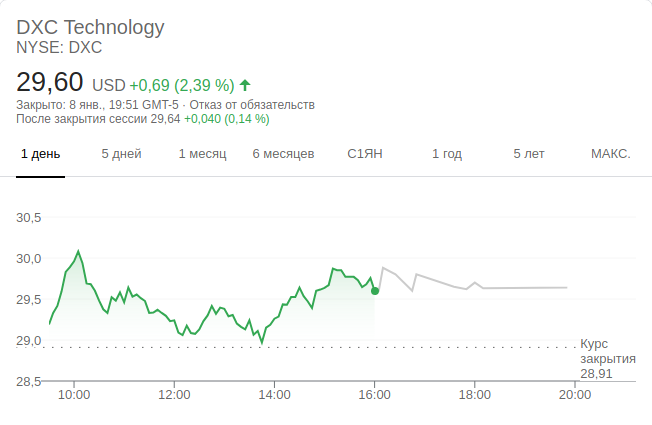 DXC Technology
NYSE: DXC
29,60 USD +0,69 (2,39 %)
Закрыто: 8 янв., 19:51 GMT-5 · Отказ от обязательств
После закрытия сессии 29,64 +0,040 (0,14 %)
1 день 5 дней 1 месяц 6 месяцев С1ЯН 1 год 5 лет МАКС.
30,5
30,0
29,5
29,0
28,5
Курс
закрытия
28,91
10:00 12:00 14:00 16:00 18:00 20:00